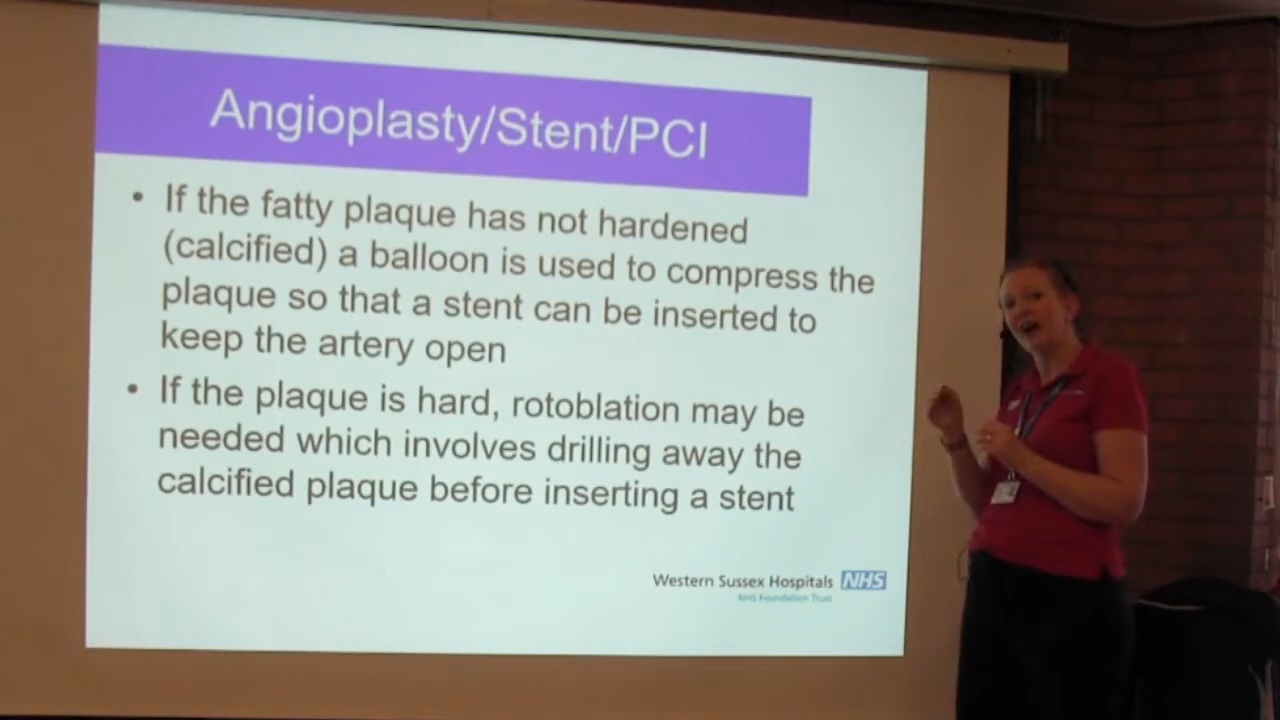 Angioplasty/Stent/PCI
• If the fatty plaque has not hardened
(calcified) a balloon is used to compress the
plaque so that a stent can be inserted to
keep the artery open
• If the plaque is hard, rotoblation may be
needed which involves drilling away the
calcified plaque before inserting a stent
Western Sussex Hospitals NHS
NHS Foundation Trust